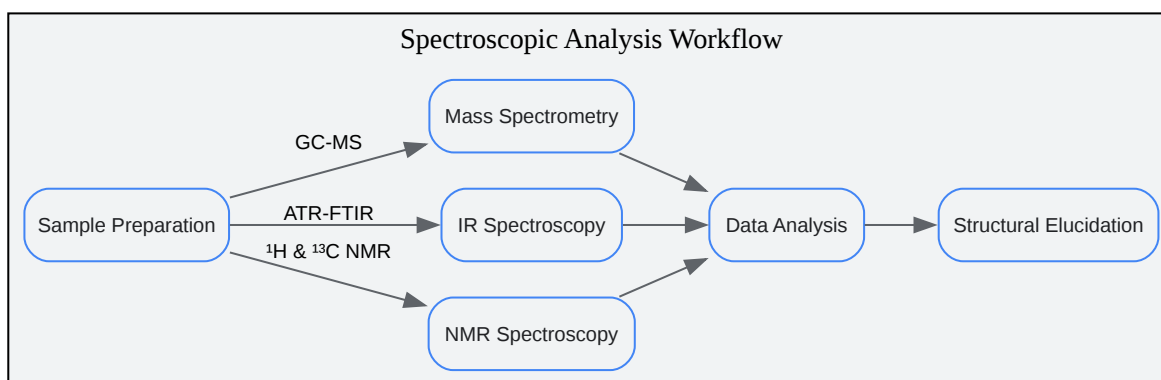 Spectroscopic Analysis Workflow
Mass Spectrometry
GC-MS
Sample Preparation
ATR-FTIR
IR Spectroscopy
Data Analysis
Structural Elucidation
¹H & ¹³C NMR
NMR Spectroscopy